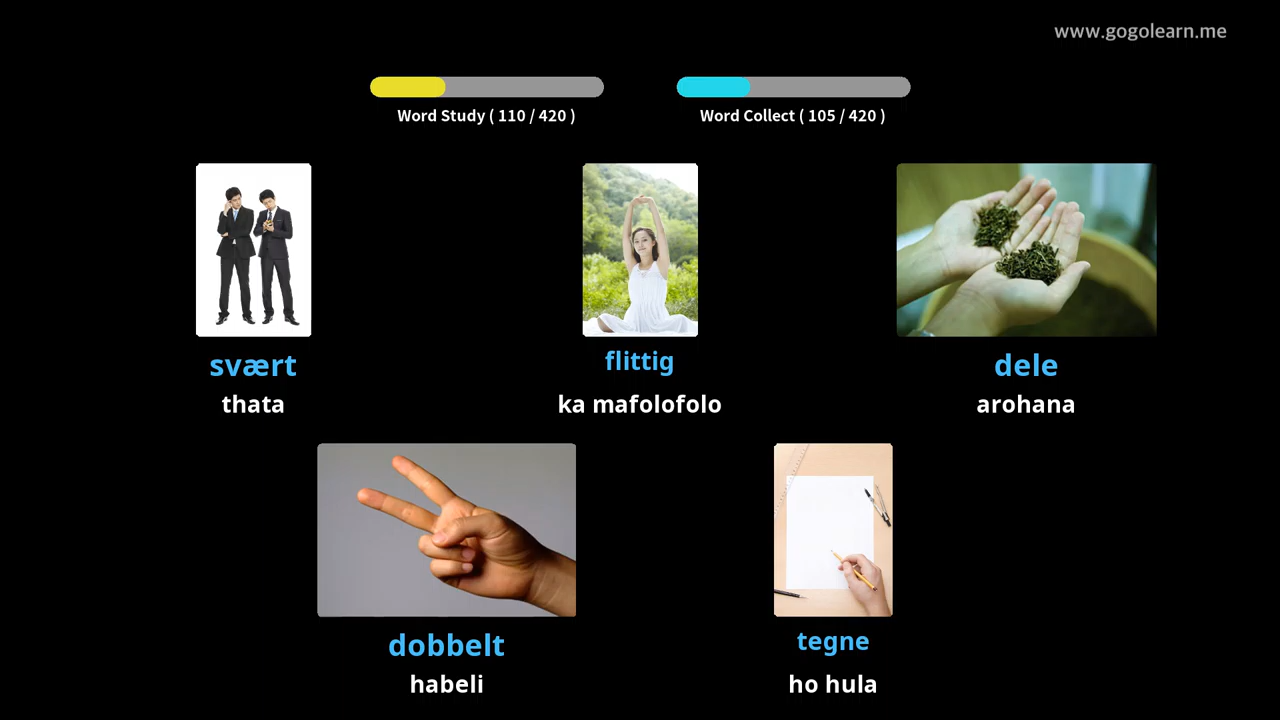 www.gogolearn.me
Word Study ( 110 / 420 )
Word Collect ( 105 / 420 )
svært
thata
flittig
ka mafolofolo
dele
arohana
dobbelt
habeli
tegne
ho hula